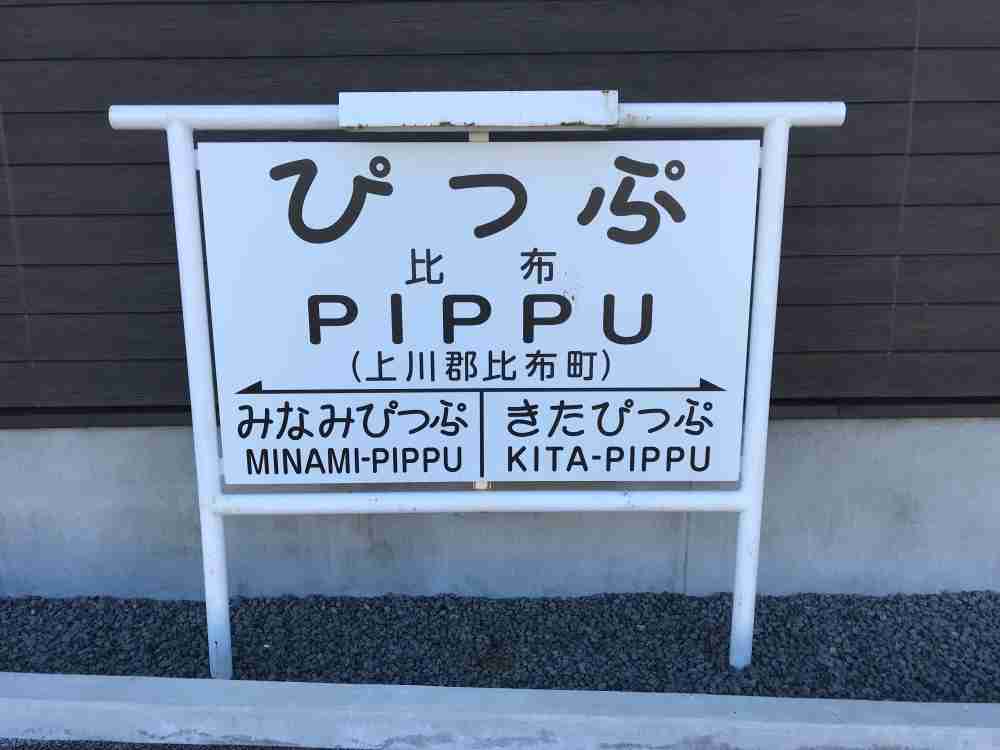 ぴっぷ
比布
PIPPU
(上川郡比布町)
みなみぴっぷ きたぴっぷ
MINAMI-PIPPU KITA-PIPPU